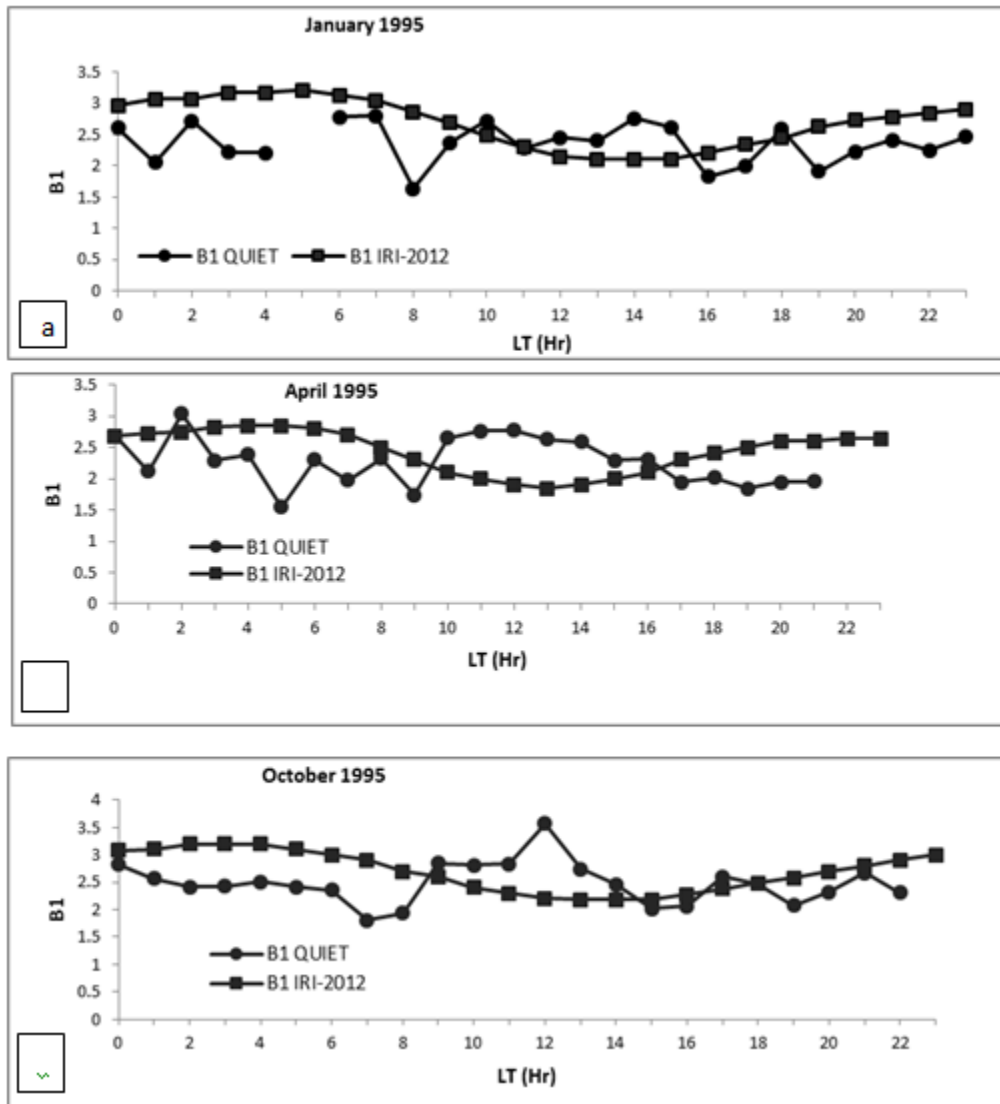 January 1995
3.5
3
2.5
2
1.5
1
0.5
0
B1
B1 QUIET B1 IRI-2012
0 2 4 6 8 10 12 14 16 18 20 22
LT (Hr)
a
April 1995
3.5
3
2.5
2
1.5
1
0.5
0
B1
B1 QUIET
B1 IRI-2012
0 2 4 6 8 10 12 14 16 18 20 22
LT (Hr)
October 1995
4
3.5
3
2.5
2
1.5
1
0.5
0
B1
B1 QUIET
B1 IRI-2012
0 2 4 6 8 10 12 14 16 18 20 22
LT (Hr)